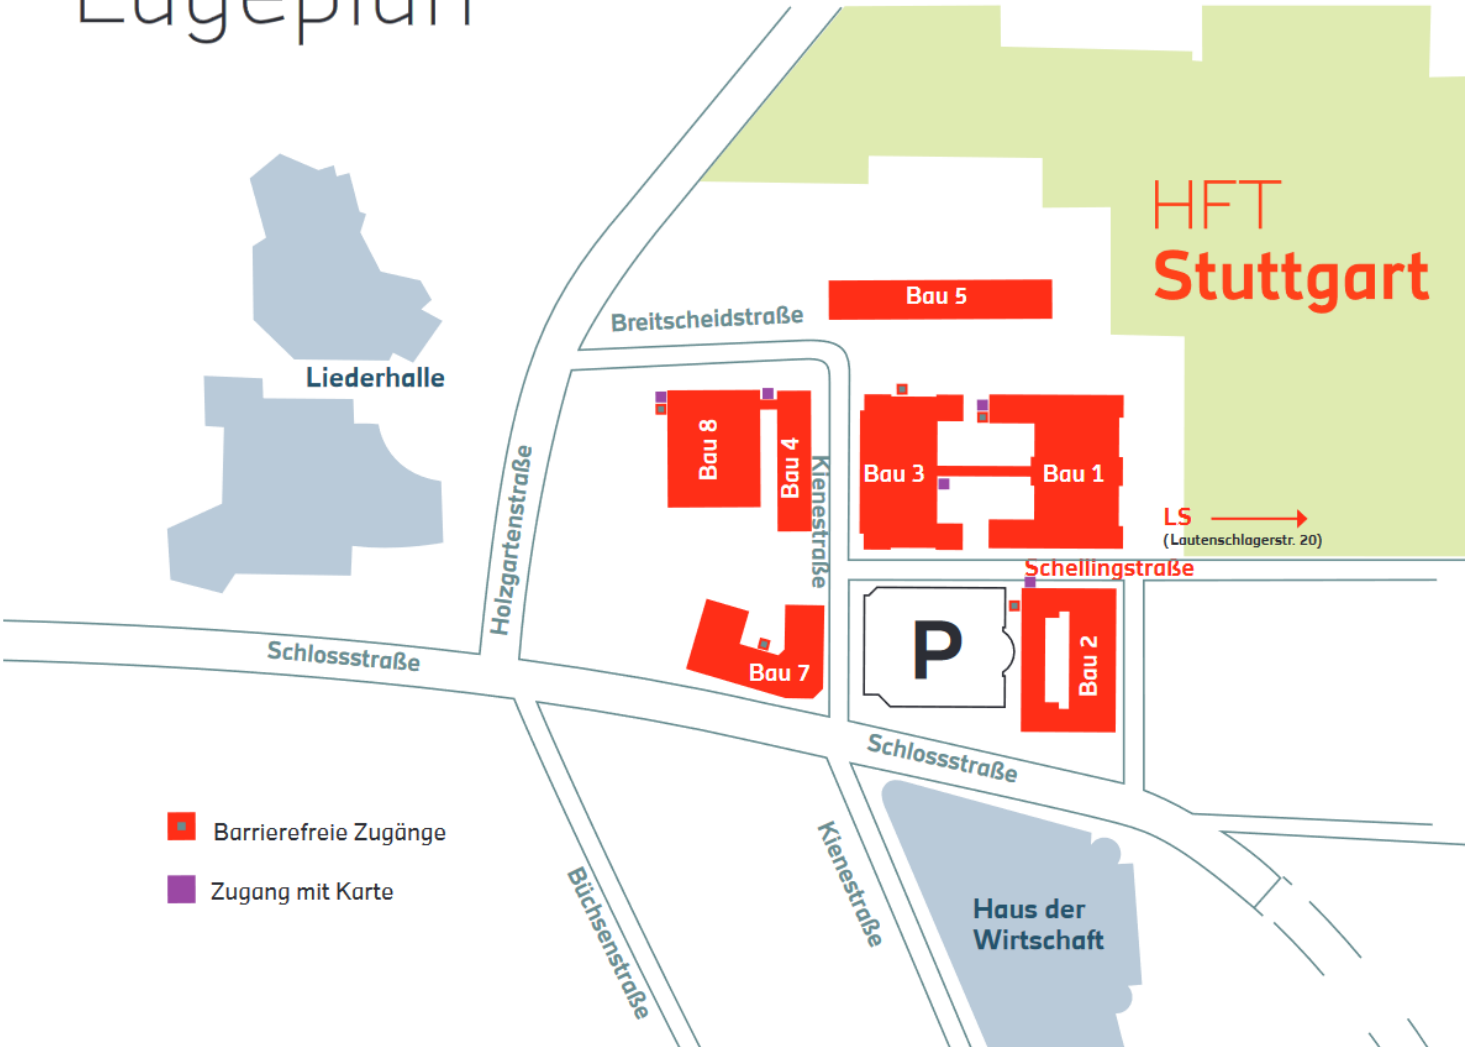 Lageplan
HFT
Stuttgart
Bau 5
Breitscheidstraße
Liederhalle
Bau 8
Bau 4
Kienestraße
Bau 3
Bau 1
Holzgartenstraße
LS
(Lautenschlagerstr. 20)
Schellingstraße
Schlossstraße
Bau 7
P
Bau 2
Schlossstraße
Barrierefreie Zugänge
Zugang mit Karte
Büchsenstraße
Kienestraße
Haus der
Wirtschaft